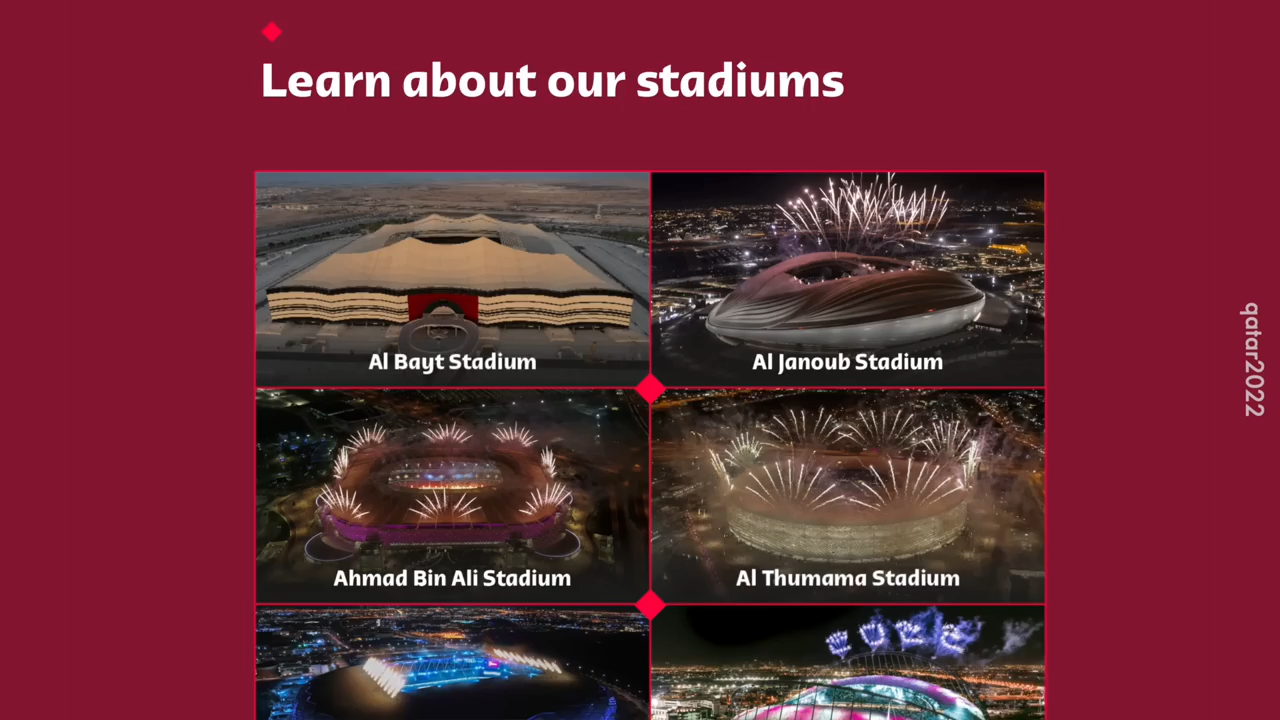 Learn about our stadiums
Al Bayt Stadium
Al Janoub Stadium
Ahmad Bin Ali Stadium
Al Thumama Stadium
qatar2022